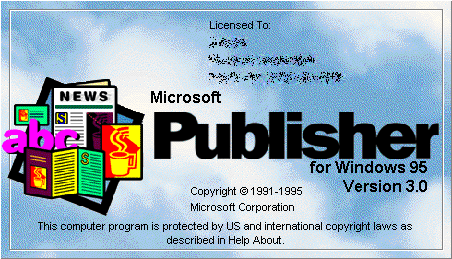 Licensed To:
NEWS
abc
Microsoft
Publisher
for Windows 95
Version 3.0
Copyright © 1991-1995
Microsoft Corporation
This computer program is protected by US and international copyright laws as
described in Help About.